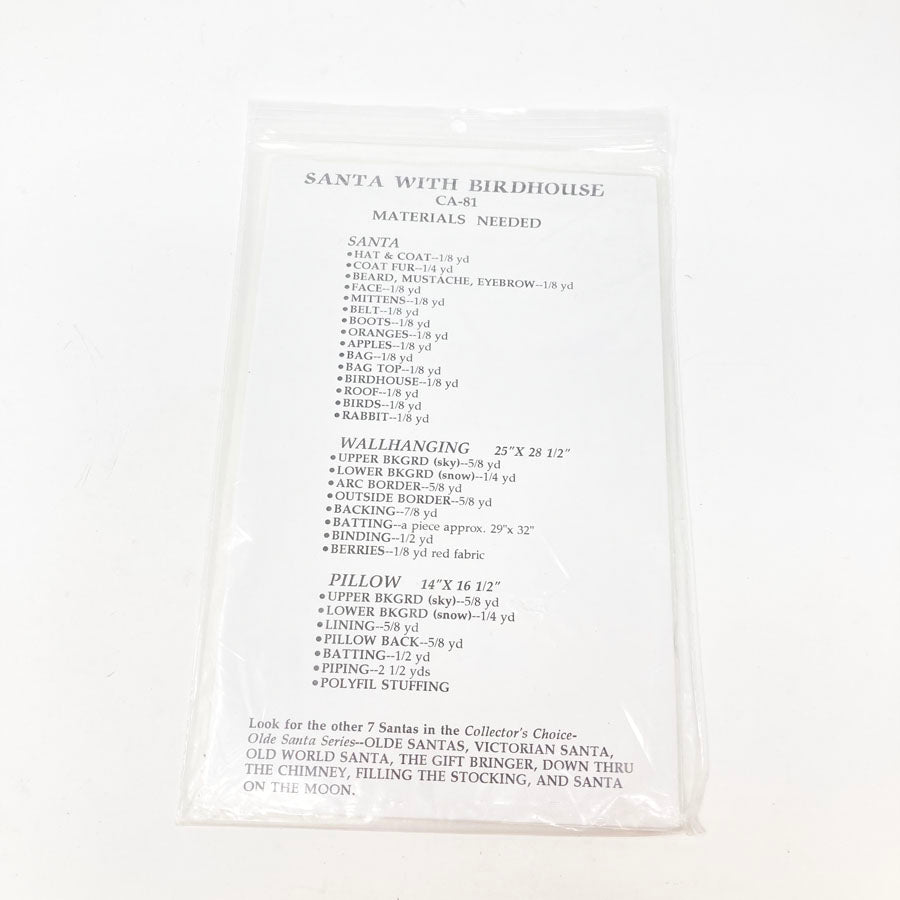 SANTA WITH BIRDHOUSE
CA-81
MATERIALS NEEDED
SANTA
•HAT & COAT--1/8 yd
•COAT FUR--1/4 yd
•BEARD, MUSTACHE, EYEBROW--1/8 yd
•FACE--1/8 yd
•MITTENS--1/8 yd
•BELT--1/8 yd
•BOOTS--1/8 yd
•ORANGES--1/8 yd
•APPLES--1/8 yd
•BAG--1/8 yd
•BAG TOP--1/8 yd
•BIRDHOUSE--1/8 yd
•ROOF--1/8 yd
•BIRDS--1/8 yd
•RABBIT--1/8 yd
WALLHANGING 25"X 28 1/2"
•UPPER BKGRD (sky)--5/8 yd
•LOWER BKGRD (snow)--1/4 yd
•ARC BORDER--5/8 yd
•OUTSIDE BORDER--5/8 yd
•BACKING--7/8 yd
•BATTING--a piece approx. 29"x 32"
•BINDING--1/2 yd
•BERRIES--1/8 yd red fabric
PILLOW 14"X 16 1/2"
•UPPER BKGRD (sky)--5/8 yd
•LOWER BKGRD (snow)--1/4 yd
•LINING--5/8 yd
•PILLOW BACK--5/8 yd
•BATTING--1/2 yd
•PIPING--2 1/2 yds
•POLYFIL STUFFING
Look for the other 7 Santas in the Collector's Choice-
Olde Santa Series--OLDE SANTAS, VICTORIAN SANTA,
OLD WORLD SANTA, THE GIFT BRINGER, DOWN THRU
THE CHIMNEY, FILLING THE STOCKING, AND SANTA
ON THE MOON.